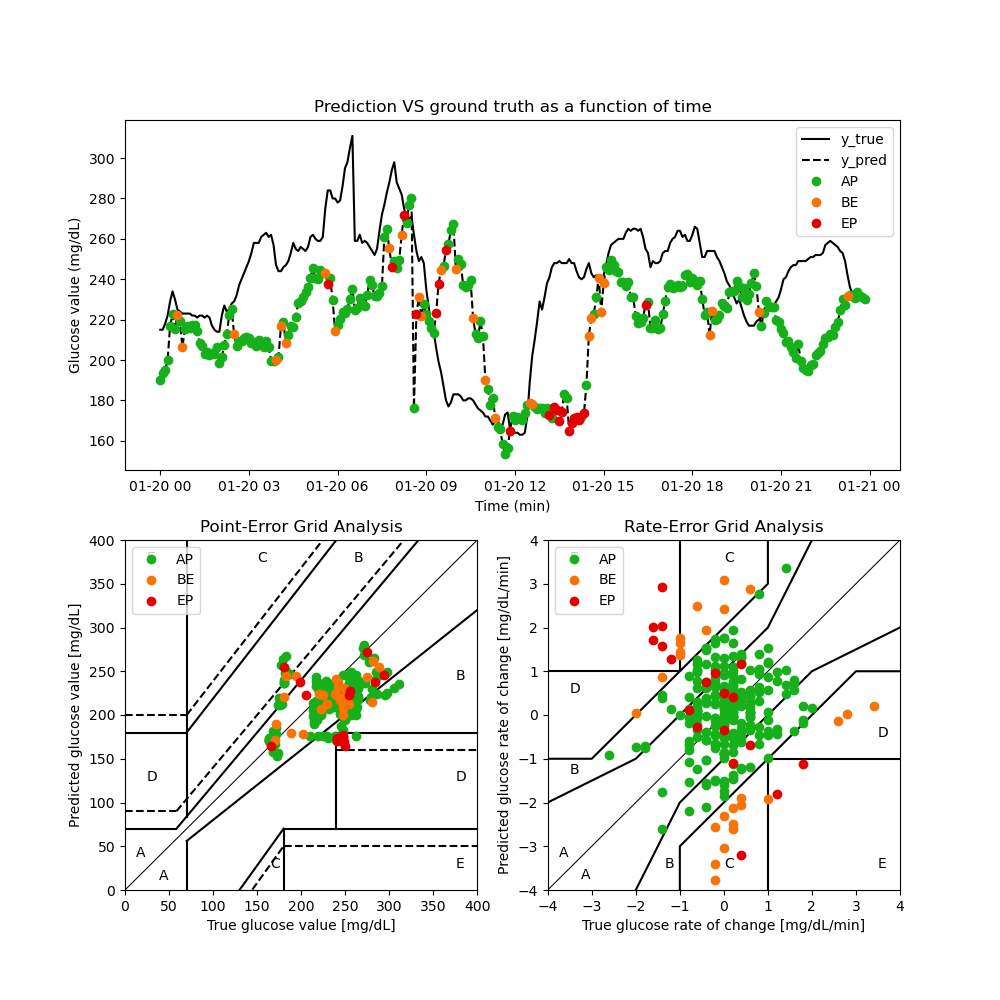 Prediction VS ground truth as a function of time
Glucose value (mg/dL)
300
280
260
240
220
200
180
160
y_true
y_pred
AP
BE
EP
01-20 00 01-20 03 01-20 06 01-20 09 01-20 12 01-20 15 01-20 18 01-20 21 01-21 00
Time (min)
Point-Error Grid Analysis
Predicted glucose value [mg/dL]
400
350
300
250
200
150
100
50
0
AP
BE
EP
C
B
B
D
D
A
A
C
E
0 50 100 150 200 250 300 350 400
True glucose value [mg/dL]
Rate-Error Grid Analysis
Predicted glucose rate of change [mg/dL/min]
4
3
2
1
0
−1
−2
−3
−4
AP
BE
EP
C
D
D
B
A
A
B
C
E
−4 −3 −2 −1 0 1 2 3 4
True glucose rate of change [mg/dL/min]